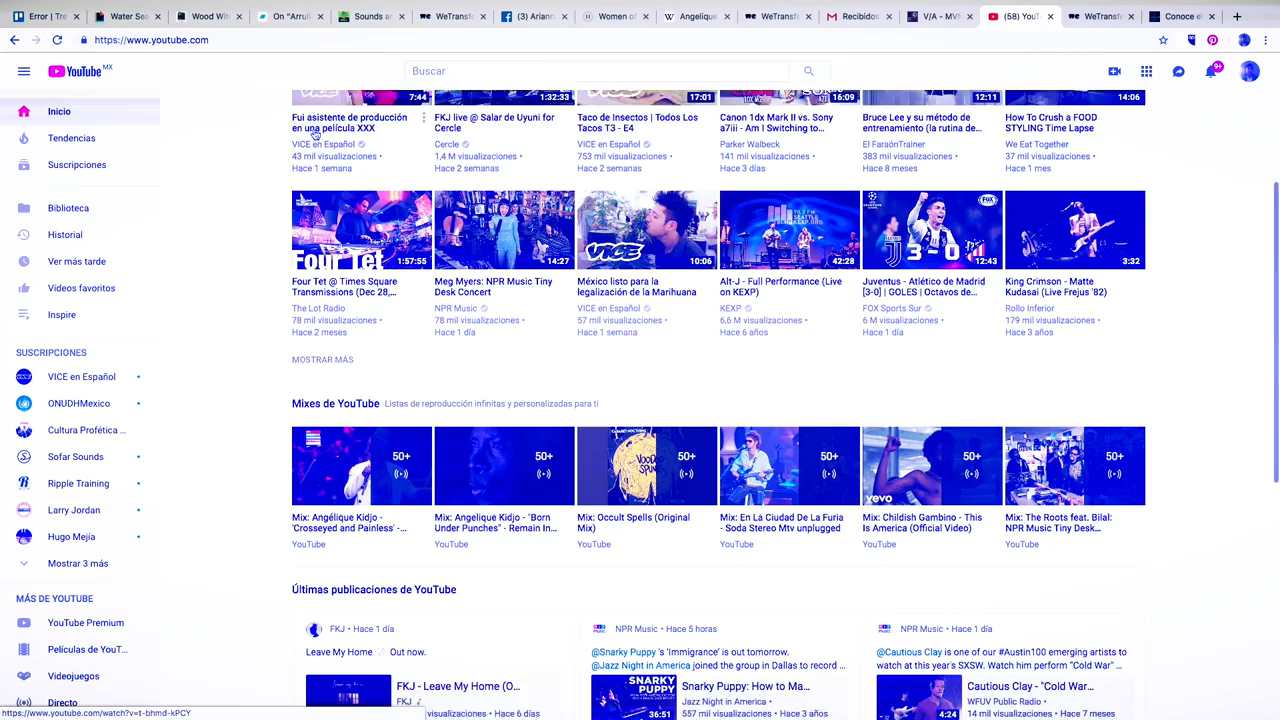 Error | Tre
Water Sea
Wood Wit
On "Arrull
Sounds a
WeTransfe
(3) Ariann
Women of
Angelique
WeTransfe
Recibidos
V/A - MVI
(58) YouT
WeTransf
Conoce el
https://www.youtube.com
YouTube MX
Buscar
9+
Inicio
Tendencias
Suscripciones
Biblioteca
Historial
Ver más tarde
Videos favoritos
Inspire
SUSCRIPCIONES
VICE en Español
ONUDHMexico
Cultura Profética ...
Sofar Sounds
Ripple Training
Larry Jordan
Hugo Mejía
Mostrar 3 más
MÁS DE YOUTUBE
YouTube Premium
Películas de YouT...
Videojuegos
Directo
7:44
1:32:33
17:01
16:09
12:11
14:06
Fui asistente de producción
en una película XXX
VICE en Español
43 mil visualizaciones •
Hace 1 semana
FKJ live @ Salar de Uyuni for
Cercle
Cercle
1,4 M visualizaciones •
Hace 2 semanas
Taco de Insectos | Todos Los
Tacos T3 - E4
VICE en Español
753 mil visualizaciones •
Hace 2 semanas
Canon 1dx Mark II vs. Sony
a7iii - Am I Switching to...
Parker Walbeck
141 mil visualizaciones •
Hace 3 días
Bruce Lee y su método de
entrenamiento (la rutina de...
El FaraónTrainer
383 mil visualizaciones •
Hace 8 meses
How To Crush a FOOD
STYLING Time Lapse
We Eat Together
37 mil visualizaciones •
Hace 1 mes
Four Tet
1:57:55
14:27
VICE
10:06
90.3 FM
SEATTLE
KEXP.ORG
42:28
FOX
3-0
12:43
3:32
Four Tet @ Times Square
Transmissions (Dec 28,...
The Lot Radio
78 mil visualizaciones •
Hace 2 meses
Meg Myers: NPR Music Tiny
Desk Concert
NPR Music
78 mil visualizaciones •
Hace 1 día
México listo para la
legalización de la Marihuana
VICE en Español
57 mil visualizaciones •
Hace 1 semana
Alt-J - Full Performance (Live
on KEXP)
KEXP
6,6 M visualizaciones •
Hace 6 años
Juventus - Atlético de Madrid
[3-0] | GOLES | Octavos de...
FOX Sports Sur
6 M visualizaciones •
Hace 1 día
King Crimson - Matte
Kudasai (Live Frejus '82)
Rollo Inferior
179 mil visualizaciones •
Hace 3 años
MOSTRAR MÁS
Mixes de YouTube Listas de reproducción infinitas y personalizadas para ti
50+
50+
VOODOO
SPUN
50+
50+
vevo
50+
50+
Mix: Angélique Kidjo -
'Crosseyed and Painless' -...
YouTube
Mix: Angelique Kidjo - "Born
Under Punches" - Remain In...
YouTube
Mix: Occult Spells (Original
Mix)
YouTube
Mix: En La Ciudad De La Furia
- Soda Stereo Mtv unplugged
YouTube
Mix: Childish Gambino - This
Is America (Official Video)
YouTube
Mix: The Roots feat. Bilal:
NPR Music Tiny Desk...
YouTube
Últimas publicaciones de YouTube
FKJ • Hace 1 día
Leave My Home Out now.
FKJ - Leave My Home (O...
FKJ
visualizaciones • Hace 6 días
NPR Music • Hace 5 horas
@Snarky Puppy 's 'Immigrance' is out tomorrow.
@Jazz Night in America joined the group in Dallas to record ...
SNARKY
PUPPY
36:51
Snarky Puppy: How to Ma...
Jazz Night in America •
557 mil visualizaciones • Hace 3 años
NPR Music • Hace 1 día
@Cautious Clay is one of our #Austin100 emerging artists to
watch at this year's SXSW. Watch him perform "Cold War" ...
4:24
Cautious Clay - "Cold War...
WFUV Public Radio •
14 mil visualizaciones • Hace 7 meses
https://www.youtube.com/watch?v=t-bhmd-kPCY